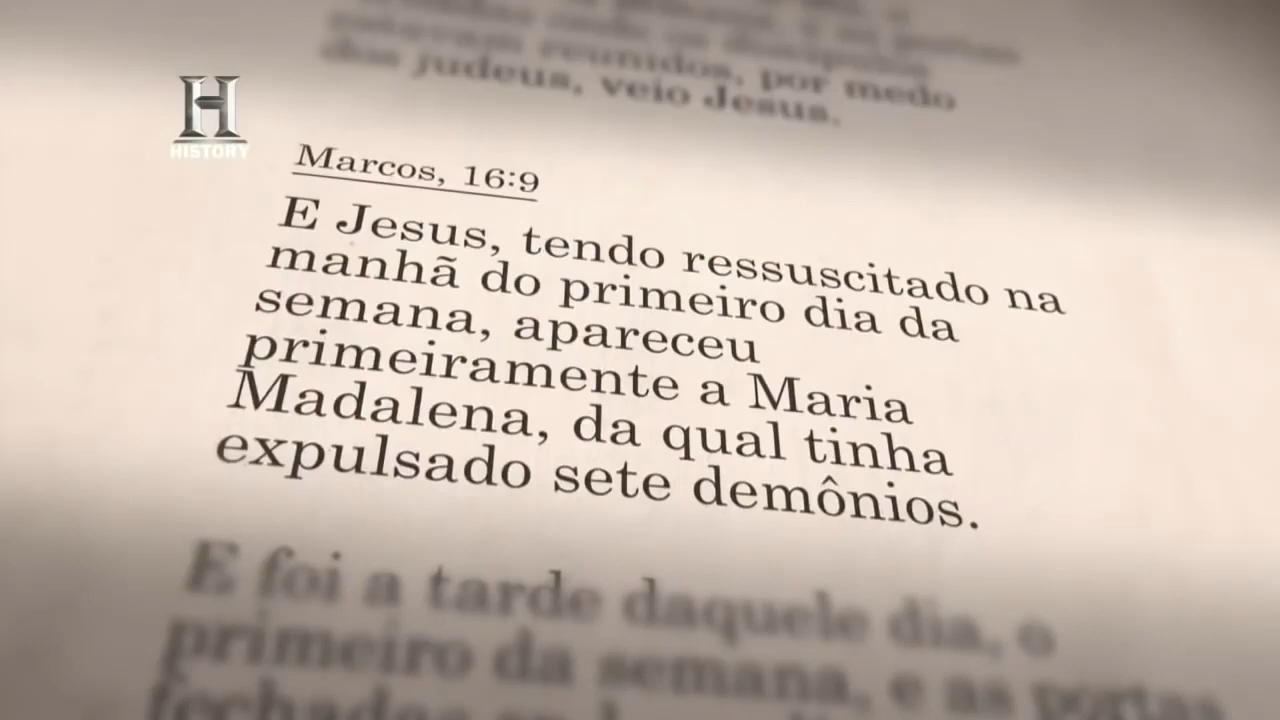 estavam reunidos, por medo
dos judeus, veio Jesus.
H
HISTORY
Marcos, 16:9
E Jesus, tendo ressuscitado na
manhã do primeiro dia da
semana, apareceu
primeiramente a Maria
Madalena, da qual tinha
expulsado sete demônios.
E foi a tarde daquele dia, o
primeiro da semana, e as portas